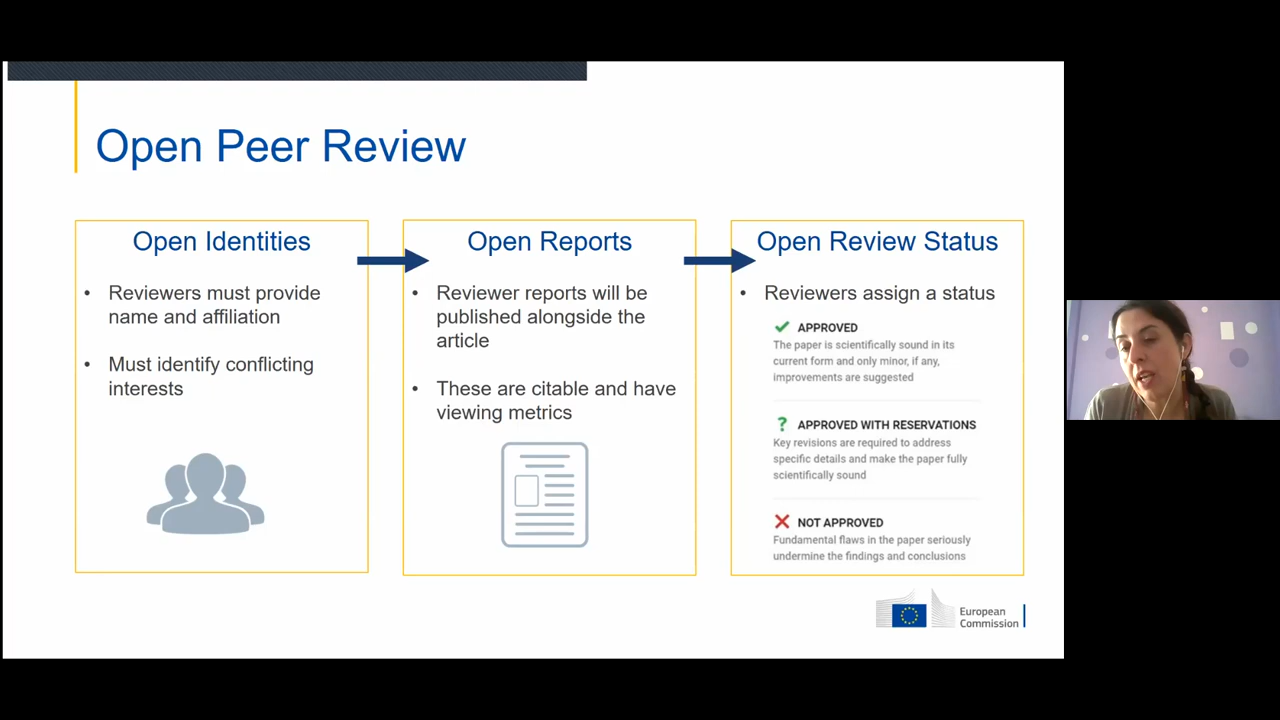 Open Peer Review
Open Identities
• Reviewers must provide
name and affiliation
• Must identify conflicting
interests
Open Reports
• Reviewer reports will be
published alongside the
article
• These are citable and have
viewing metrics
Open Review Status
• Reviewers assign a status
APPROVED
The paper is scientifically sound in its
current form and only minor, if any,
improvements are suggested
? APPROVED WITH RESERVATIONS
Key revisions are required to address
specific details and make the paper fully
scientifically sound
NOT APPROVED
Fundamental flaws in the paper seriously
undermine the findings and conclusions
European
Commission